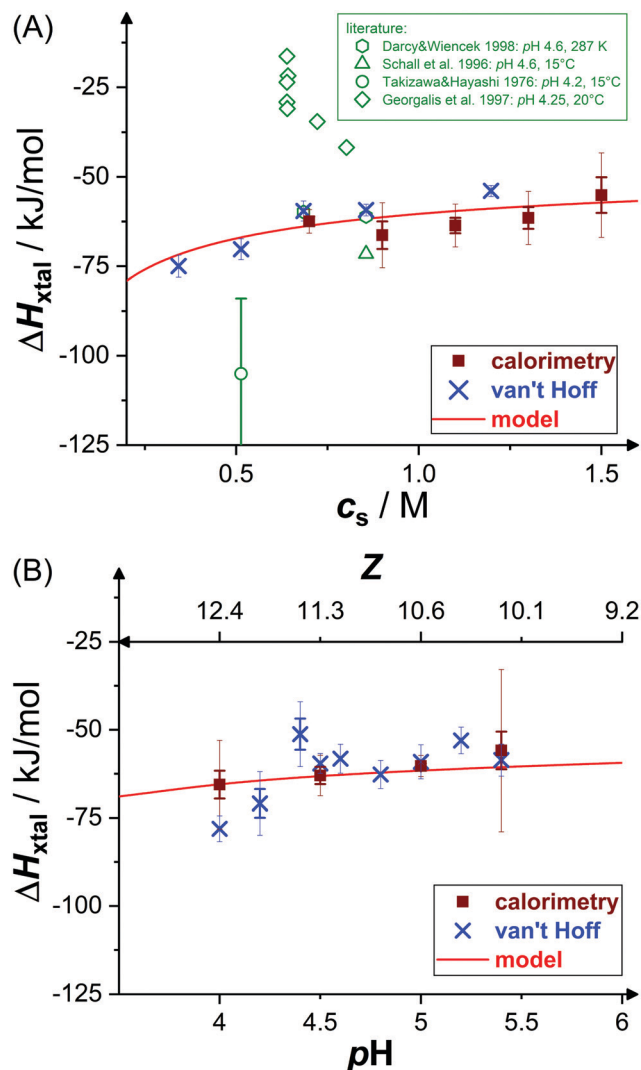 (A)
literature:
Darcy&Wiencek 1998: pH 4.6, 287 K
Schall et al. 1996: pH 4.6, 15°C
Takizawa&Hayashi 1976: pH 4.2, 15°C
Georgalis et al. 1997: pH 4.25, 20°C
-25
-50
-75
-100
-125
ΔHxtal / kJ/mol
calorimetry
van't Hoff
model
0.5 1.0 1.5
cs / M
(B)
Z
12.4 11.3 10.6 10.1 9.2
-25
-50
-75
-100
-125
ΔHxtal / kJ/mol
calorimetry
van't Hoff
model
4 4.5 5 5.5 6
pH